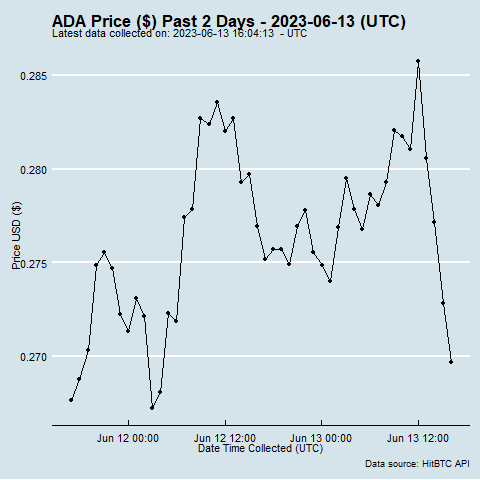 ADA Price ($) Past 2 Days - 2023-06-13 (UTC)
Latest data collected on: 2023-06-13 16:04:13  - UTC
0.285
0.280
0.275
0.270
Price USD ($)
Jun 12 00:00 Jun 12 12:00 Jun 13 00:00 Jun 13 12:00
Date Time Collected (UTC)
Data source: HitBTC API